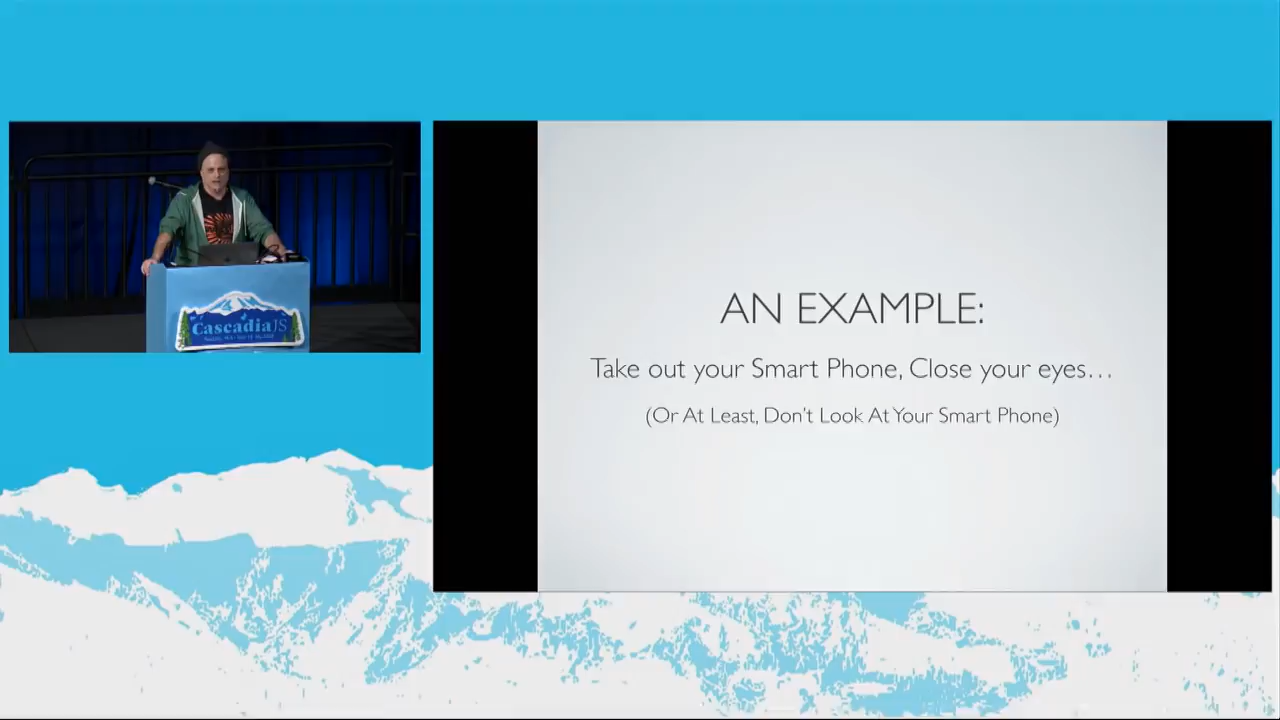 CascadiaJS
AN EXAMPLE:
Take out your Smart Phone, Close your eyes...
(Or At Least, Don't Look At Your Smart Phone)